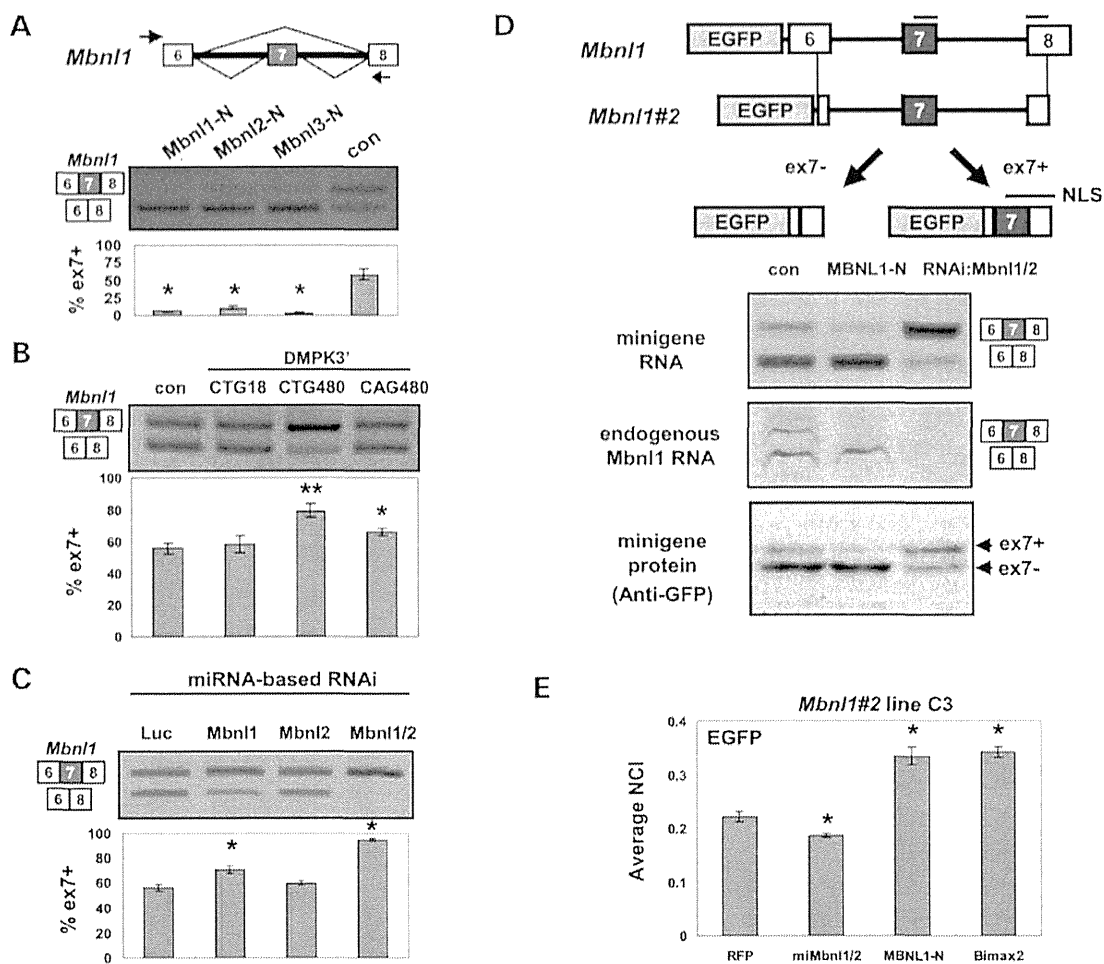 A
Mbnl1
6 7 8
Mbnl1-N Mbnl2-N Mbnl3-N con
Mbnl1
6 7 8
6 8
% ex7+
100
75
50
25
0
* * *
B
DMPK3'
con CTG18 CTG480 CAG480
Mbnl1
6 7 8
6 8
% ex7+
100
80
60
40
20
0
** *
C
miRNA-based RNAi
Luc Mbnl1 Mbnl2 Mbnl1/2
Mbnl1
6 7 8
6 8
% ex7+
100
80
60
40
20
0
* *
D
Mbnl1
EGFP 6 7 8
Mbnl1#2
EGFP 7
ex7- ex7+
NLS
EGFP EGFP 7
con MBNL1-N RNAi:Mbnl1/2
minigene
RNA
6 7 8
6 8
endogenous
Mbnl1 RNA
6 7 8
6 8
minigene
protein
(Anti-GFP)
ex7+
ex7-
E
Mbnl1#2 line C3
EGFP
Average NCI
0.4
0.3
0.2
0.1
0
* * *
RFP miMbnl1/2 MBNL1-N Bimax2